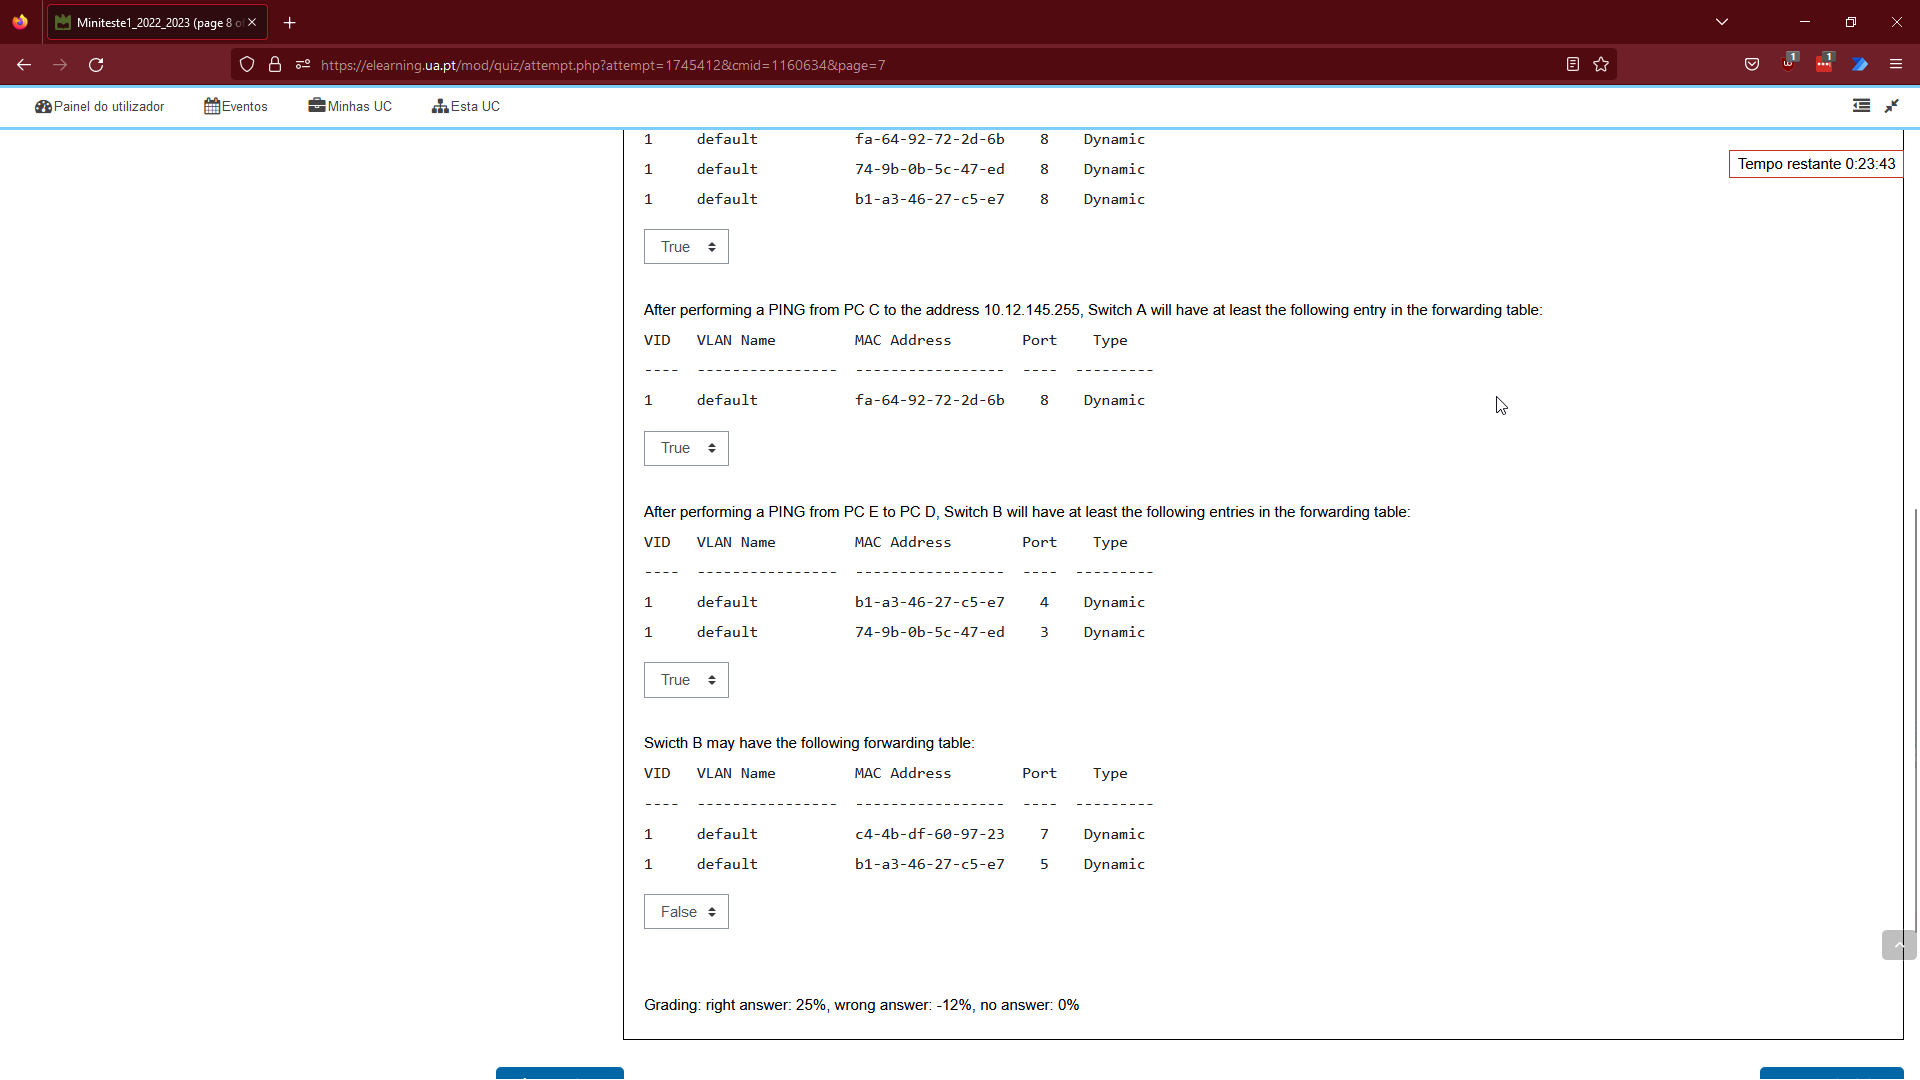 Miniteste1_2022_2023 (page 8 o
https://elearning.ua.pt/mod/quiz/attempt.php?attempt=1745412&cmid=1160634&page=7
1
1
Painel do utilizador
Eventos
Minhas UC
Esta UC
1 default fa-64-92-72-2d-6b 8 Dynamic
Tempo restante 0:23:43
1 default 74-9b-0b-5c-47-ed 8 Dynamic
1 default b1-a3-46-27-c5-e7 8 Dynamic
True
After performing a PING from PC C to the address 10.12.145.255, Switch A will have at least the following entry in the forwarding table:
VID VLAN Name MAC Address Port Type
---- ---------------- ----------------- ---- ---------
1 default fa-64-92-72-2d-6b 8 Dynamic
True
After performing a PING from PC E to PC D, Switch B will have at least the following entries in the forwarding table:
VID VLAN Name MAC Address Port Type
---- ---------------- ----------------- ---- ---------
1 default b1-a3-46-27-c5-e7 4 Dynamic
1 default 74-9b-0b-5c-47-ed 3 Dynamic
True
Swicth B may have the following forwarding table:
VID VLAN Name MAC Address Port Type
---- ---------------- ----------------- ---- ---------
1 default c4-4b-df-60-97-23 7 Dynamic
1 default b1-a3-46-27-c5-e7 5 Dynamic
False
Grading: right answer: 25%, wrong answer: -12%, no answer: 0%